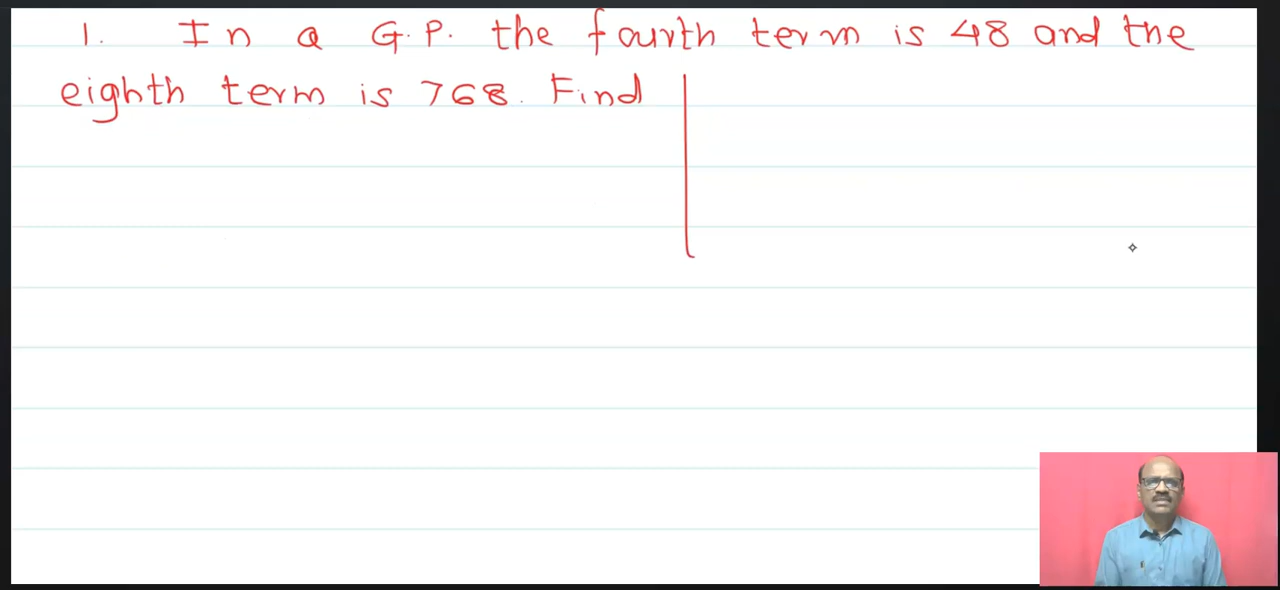 1. In a G.P. the fourth term is 48 and the
eighth term is 768. Find